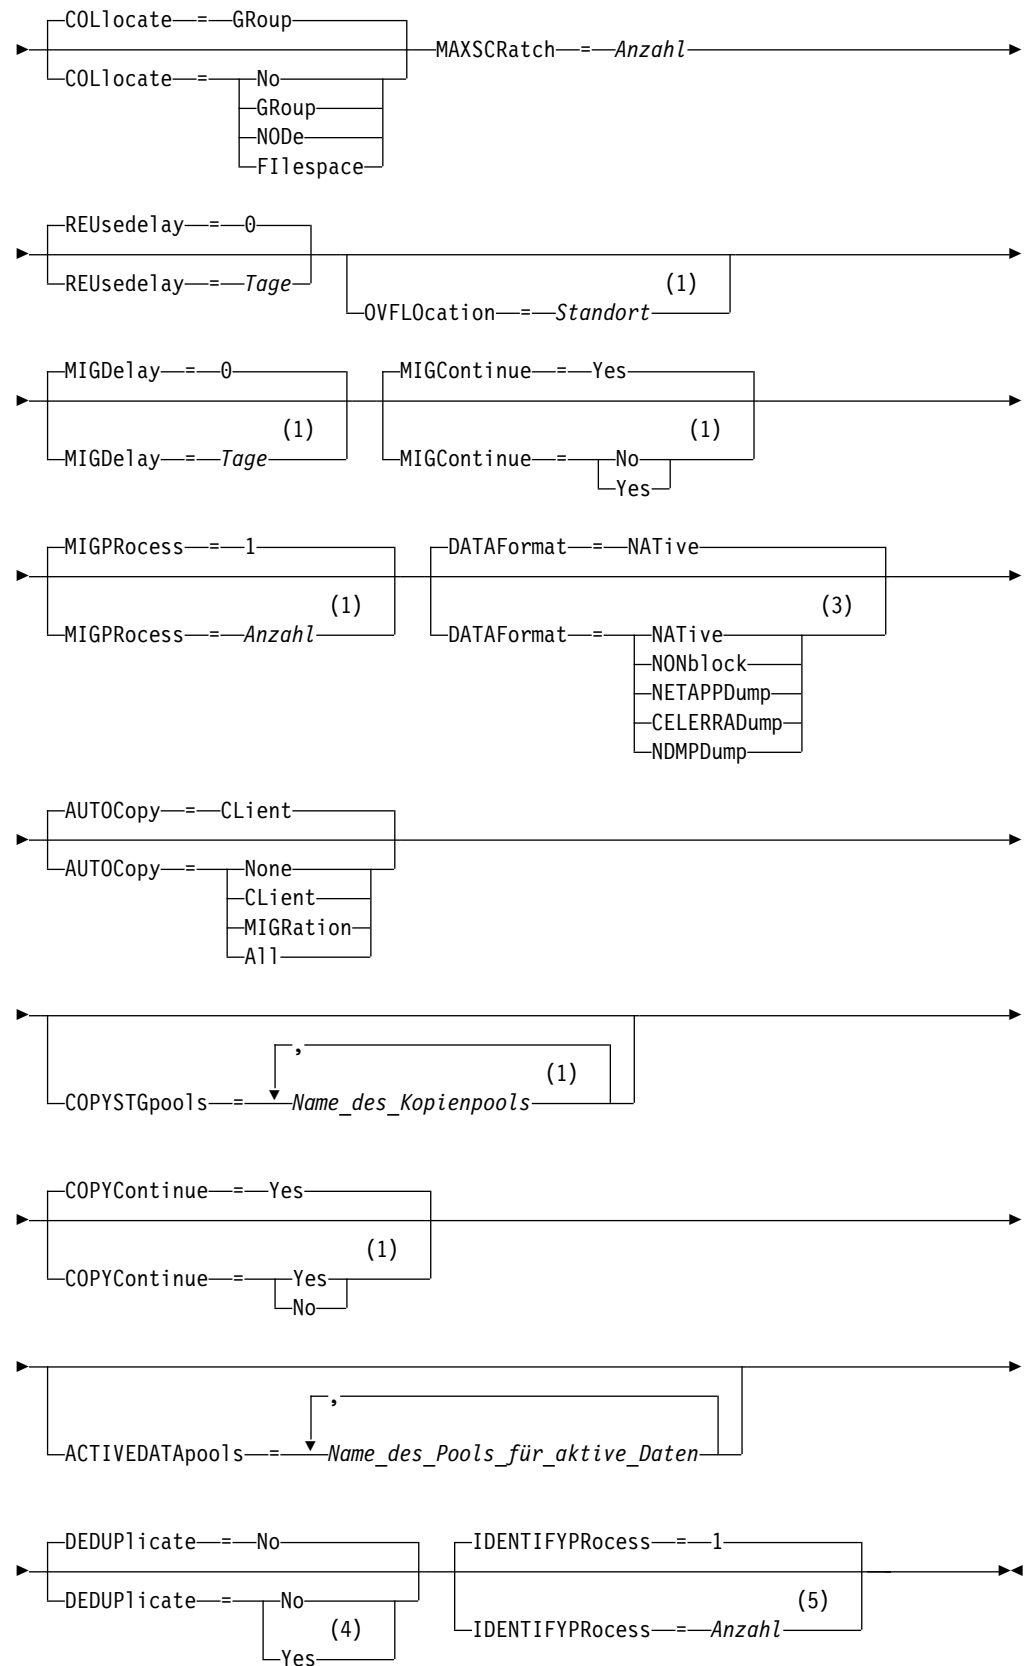 COLlocate = GRoup
MAXSCRatch = Anzahl
COLlocate = No
GRoup
NODe
FIlespace
REUsedelay = 0
REUsedelay = Tage
(1)
OVFLOcation = Standort
MIGDelay = 0
MIGContinue = Yes
(1)
(1)
MIGDelay = Tage
MIGContinue = No
Yes
MIGPRocess = 1
DATAFormat = NATive
(1)
(3)
MIGPRocess = Anzahl
DATAFormat = NATive
NONblock
NETAPPDump
CELERRADump
NDMPDump
AUTOCopy = CLient
AUTOCopy = None
CLient
MIGRation
All
,
(1)
COPYSTGpools = Name_des_Kopienpools
COPYContinue = Yes
(1)
COPYContinue = Yes
No
,
ACTIVEDATApools = Name_des_Pools_für_aktive_Daten
DEDUPlicate = No
IDENTIFYPRocess = 1
DEDUPlicate = No
(5)
(4)
IDENTIFYPRocess = Anzahl
Yes